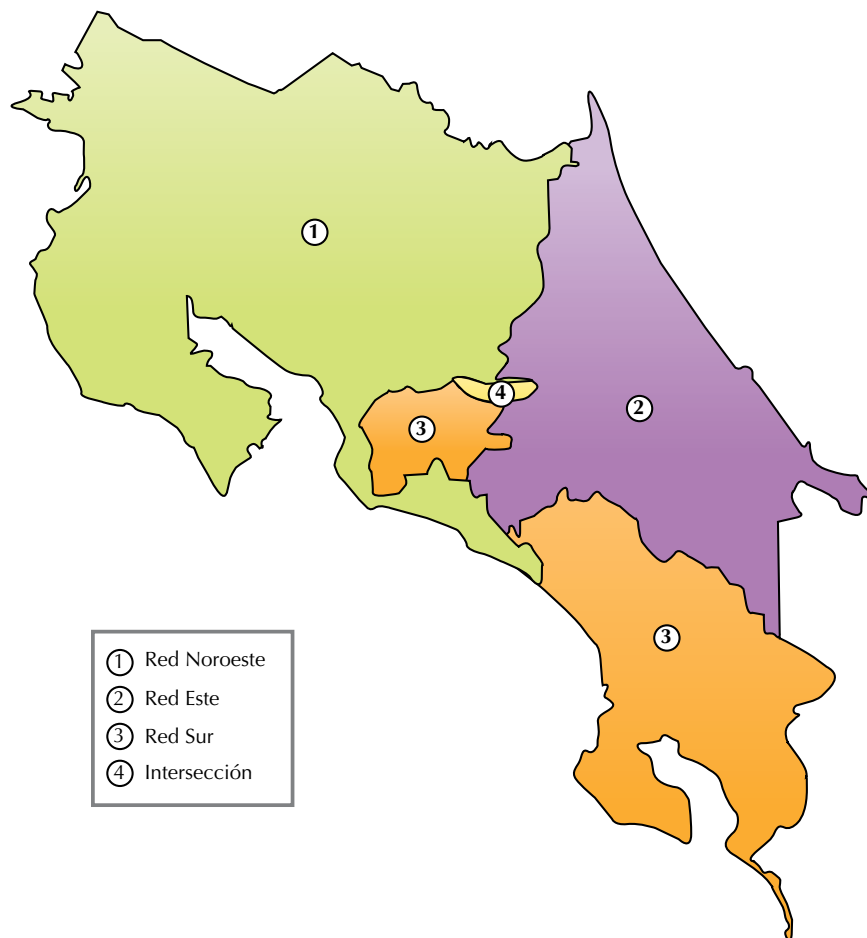 1
4
3
2
3
1 Red Noroeste
2 Red Este
3 Red Sur
4 Intersección